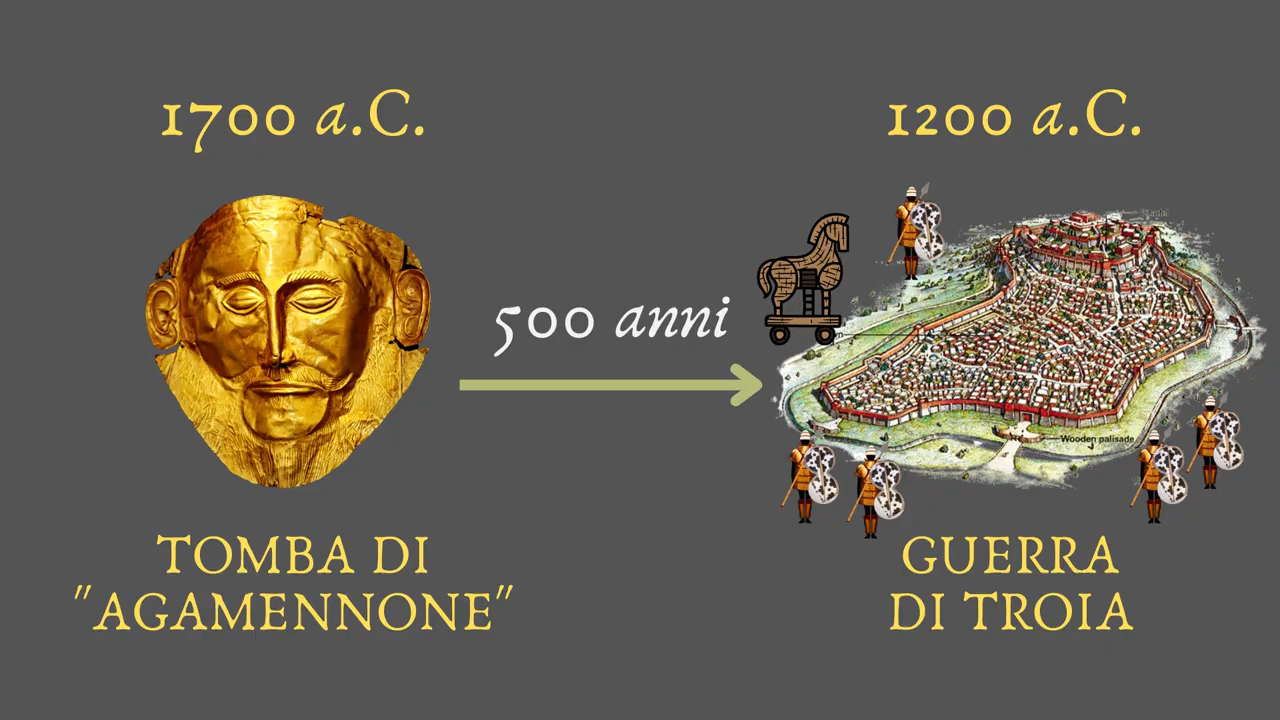 1700 a.C.
1200 a.C.
500 anni
Wooden palisade
TOMBA DI
"AGAMENNONE"
GUERRA
DI TROIA